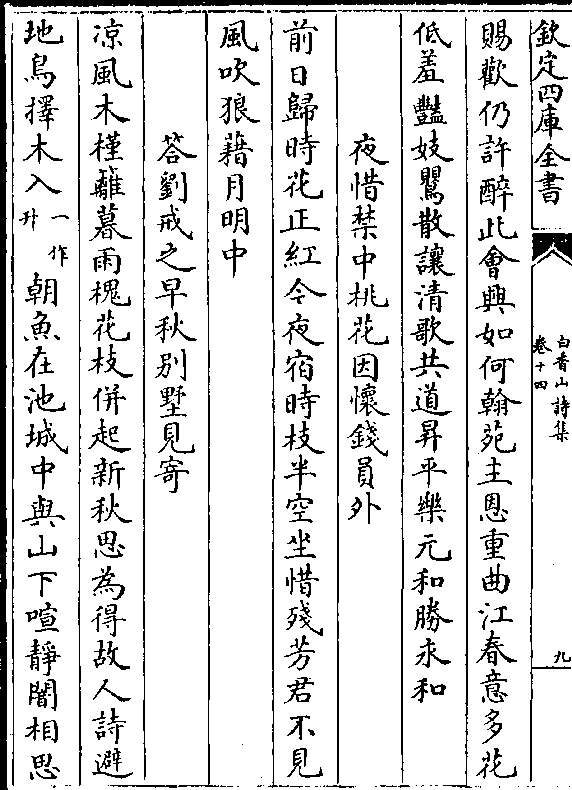 欽定四庫全書
白香山詩集
卷十四
九
賜歡仍許醉此會興如何翰苑主恩重曲江春意多花
低羞豔妓鶯散讓清歌共道昇平樂元和勝永和
夜惜禁中桃花因懷錢員外
前日歸時花正紅今夜宿時枝半空坐惜殘芳君不見
風吹狼藉月明中
答劉戒之早秋別墅見寄
凉風木槿籬暮雨槐花枝併起新秋思為得故人詩避
地鳥擇木入一作升朝魚在池城中與山下喧靜闇相思